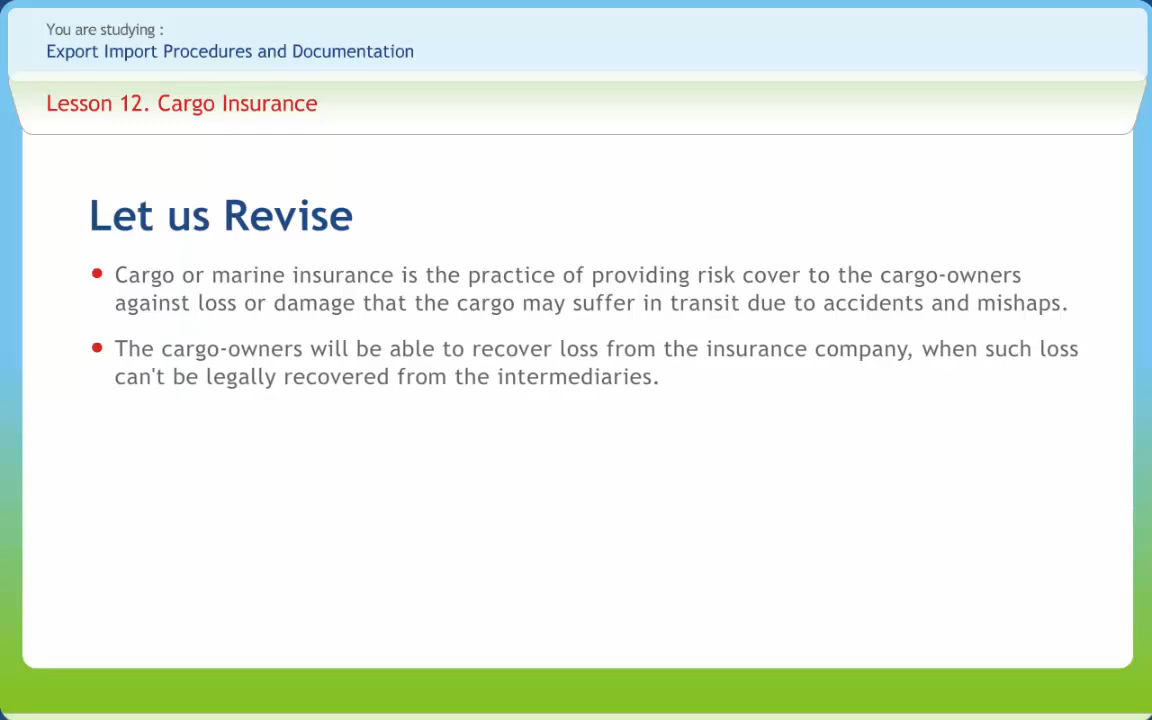 You are studying :
Export Import Procedures and Documentation
Lesson 12. Cargo Insurance
Let us Revise
• Cargo or marine insurance is the practice of providing risk cover to the cargo-owners
against loss or damage that the cargo may suffer in transit due to accidents and mishaps.
• The cargo-owners will be able to recover loss from the insurance company, when such loss
can't be legally recovered from the intermediaries.